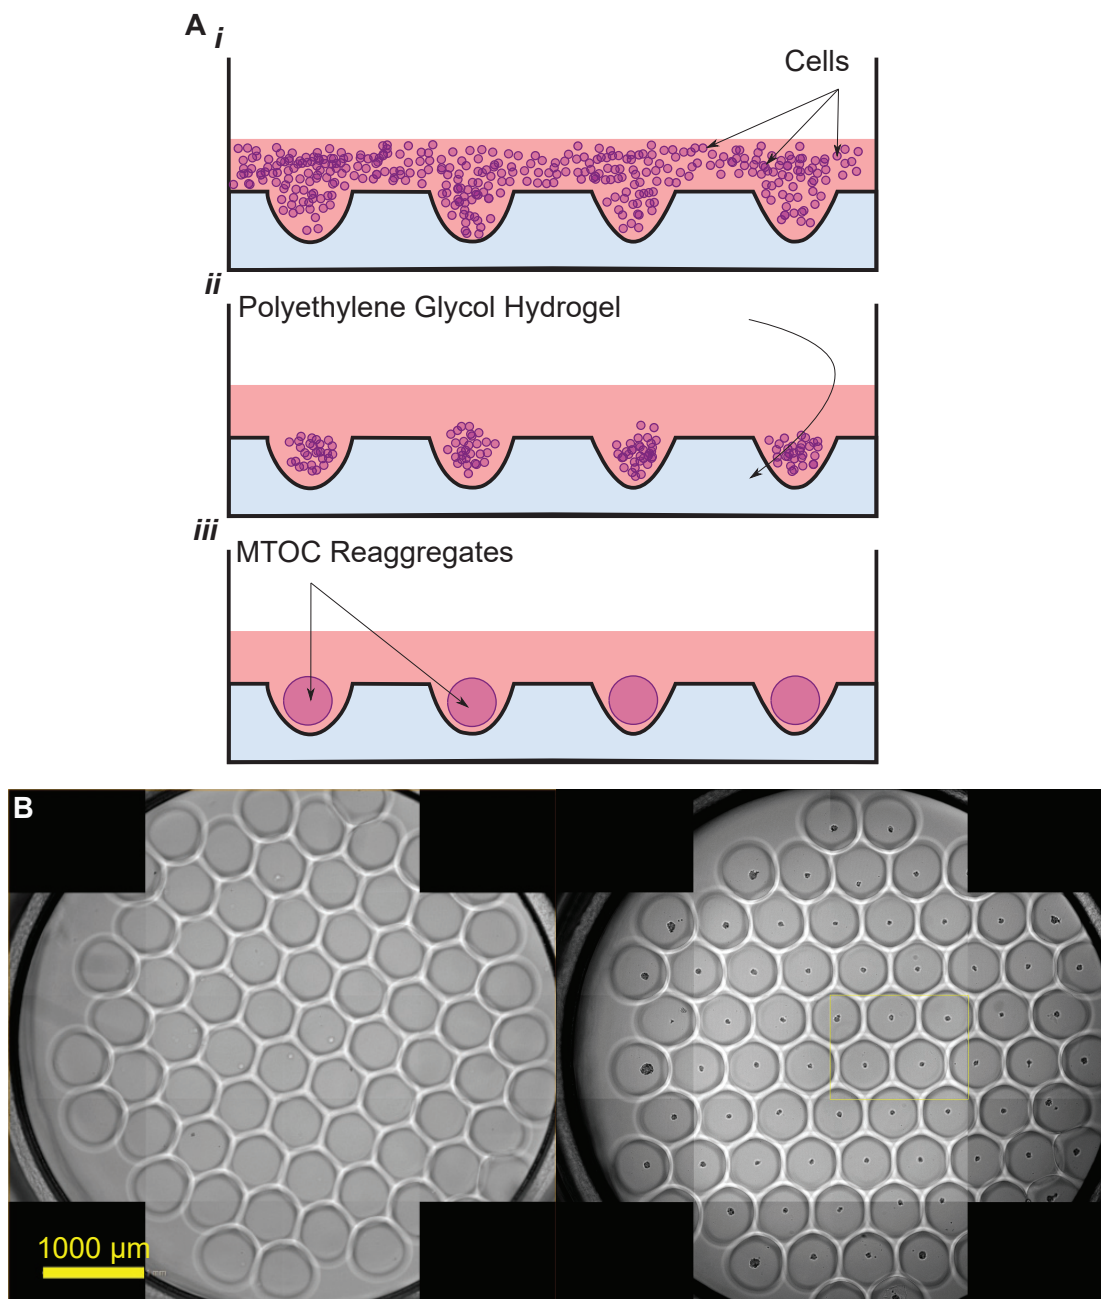 A
i
Cells
ii
Polyethylene Glycol Hydrogel
iii
MTOC Reaggregates
B
1000 µm